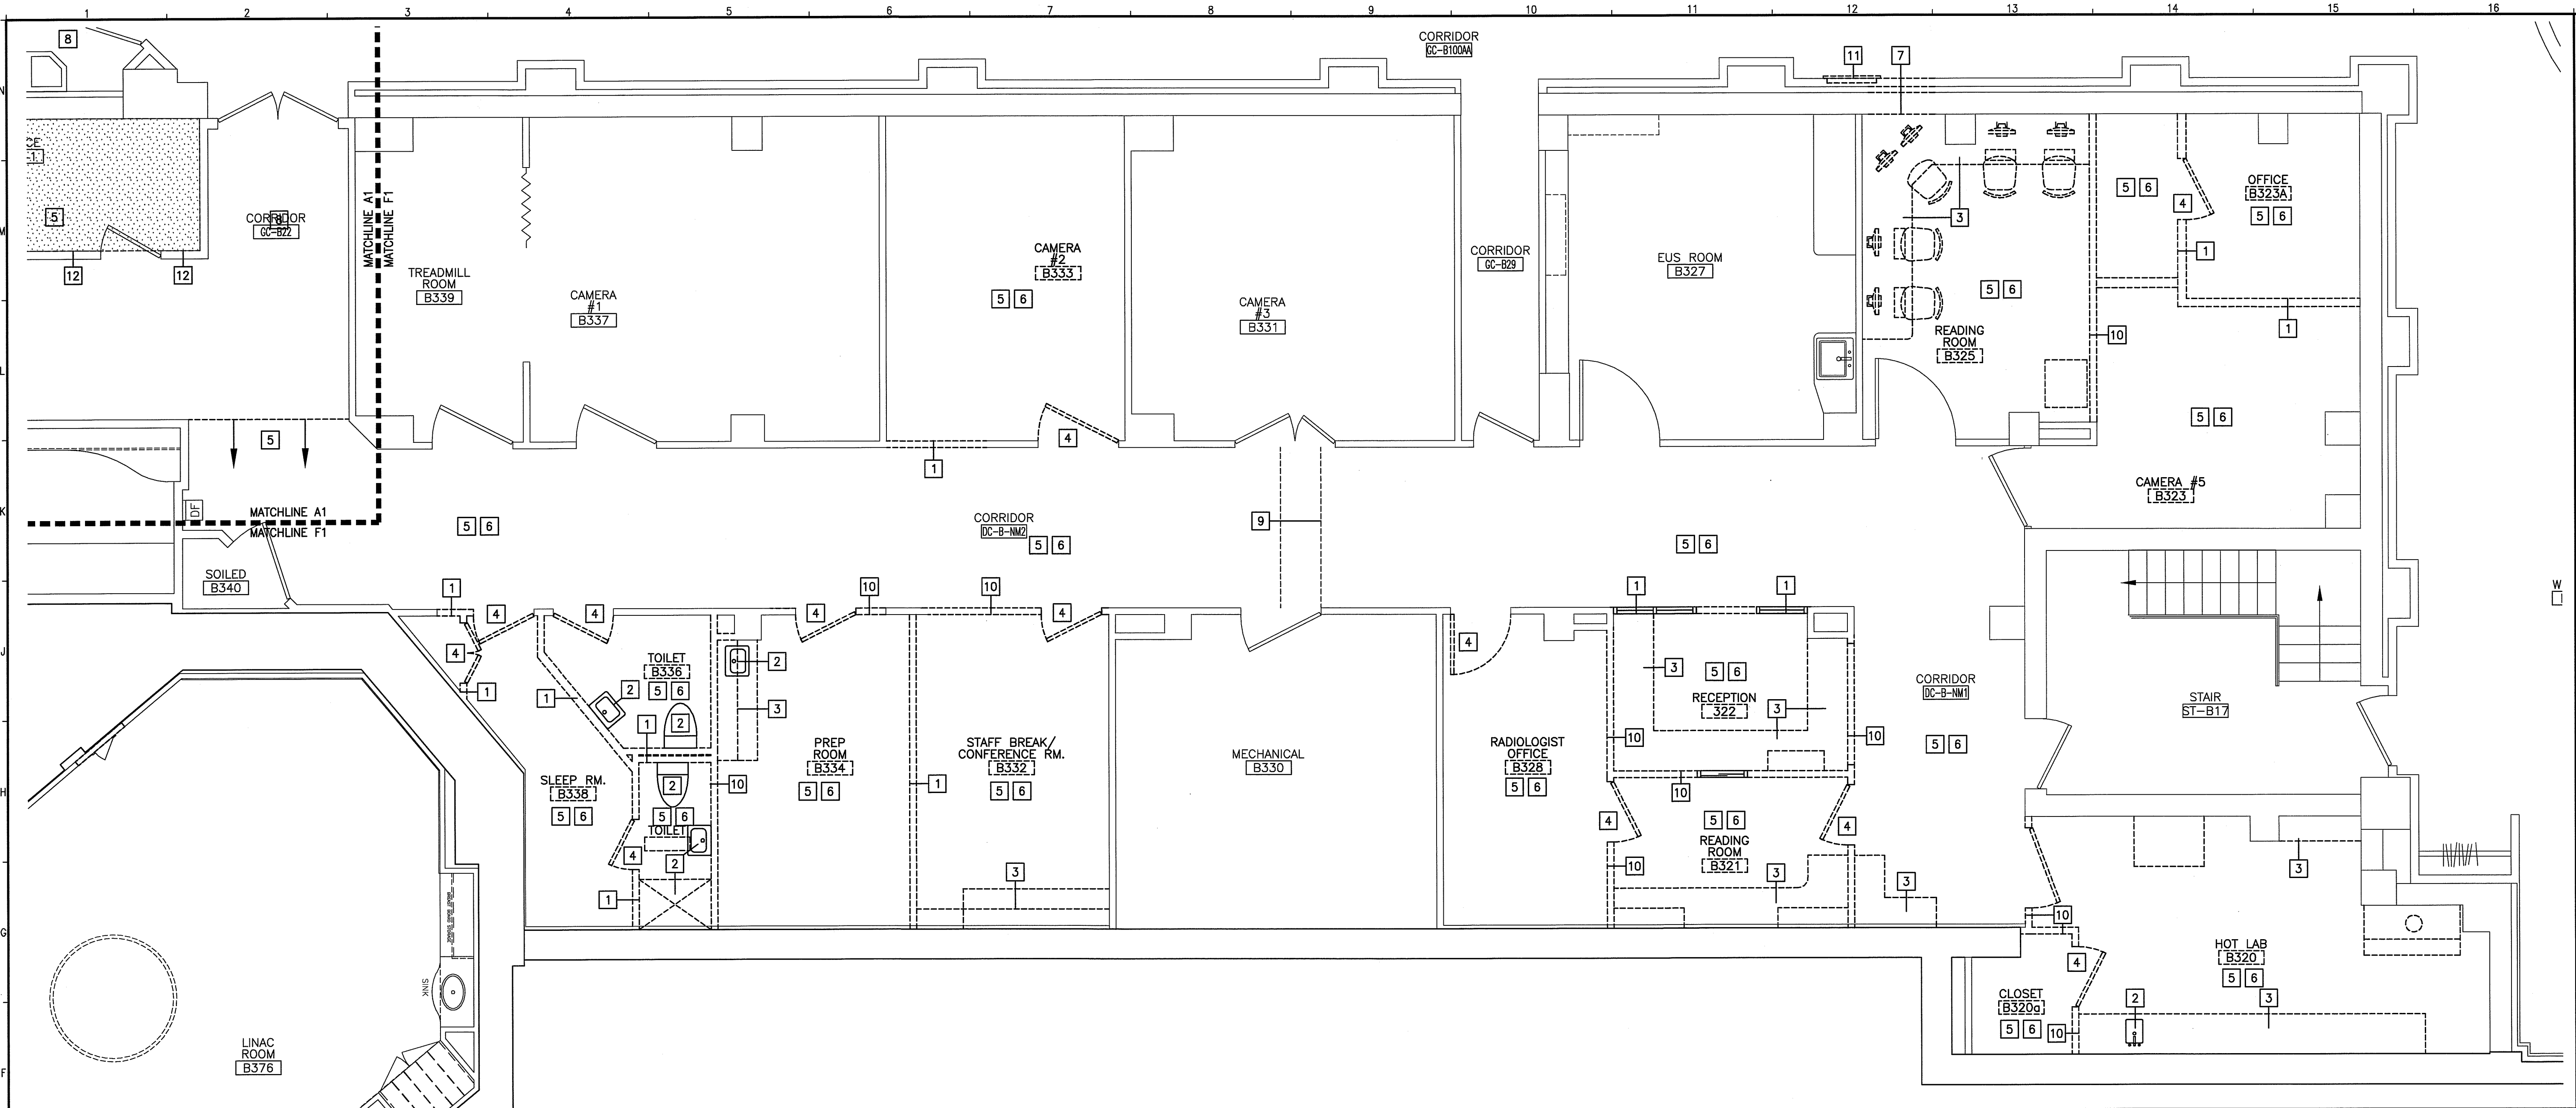 1 2 3 4 5 6 7 8 9 10 11 12 13 14 15 16
N
M
L
K
J
H
G
F
8
CORRIDOR
GC-B100AA
11
7
CE
-1
5
12
12
CORRIDOR
8
GC-B22
MATCHLINE A1
MATCHLINE F1
TREADMILL
ROOM
B339
CAMERA
#1
B337
CAMERA
#2
B333
5 6
CAMERA
#3
B331
CORRIDOR
GC-B29
EUS ROOM
B327
3
5 6
READING
ROOM
B325
10
5 6
4
OFFICE
B323A
5 6
1
1
5 6
CAMERA #5
B323
5
DF
MATCHLINE A1
MATCHLINE F1
1
4
5 6
CORRIDOR
DC-B-NM2
5 6
9
5 6
SOILED
B340
1
4
4
4
10
10
4
4
1
1
4
1
TOILET
B336
5 6
1
2
2
1
2
3
PREP
ROOM
B334
5 6
10
SLEEP RM.
B338
5 6
2
5 6
TOILET
4
2
1
STAFF BREAK/
CONFERENCE RM.
B332
5 6
1
3
MECHANICAL
B330
RADIOLOGIST
OFFICE
B328
5 6
3
5 6
RECEPTION
322
3
10
10
10
4
4
5 6
READING
ROOM
B321
10
3
3
CORRIDOR
DC-B-NM1
5 6
STAIR
ST-B17
W
3
10
HOT LAB
B320
5 6
4
CLOSET
B320a
5 6
10
2
3
SINK
LINAC
ROOM
B376